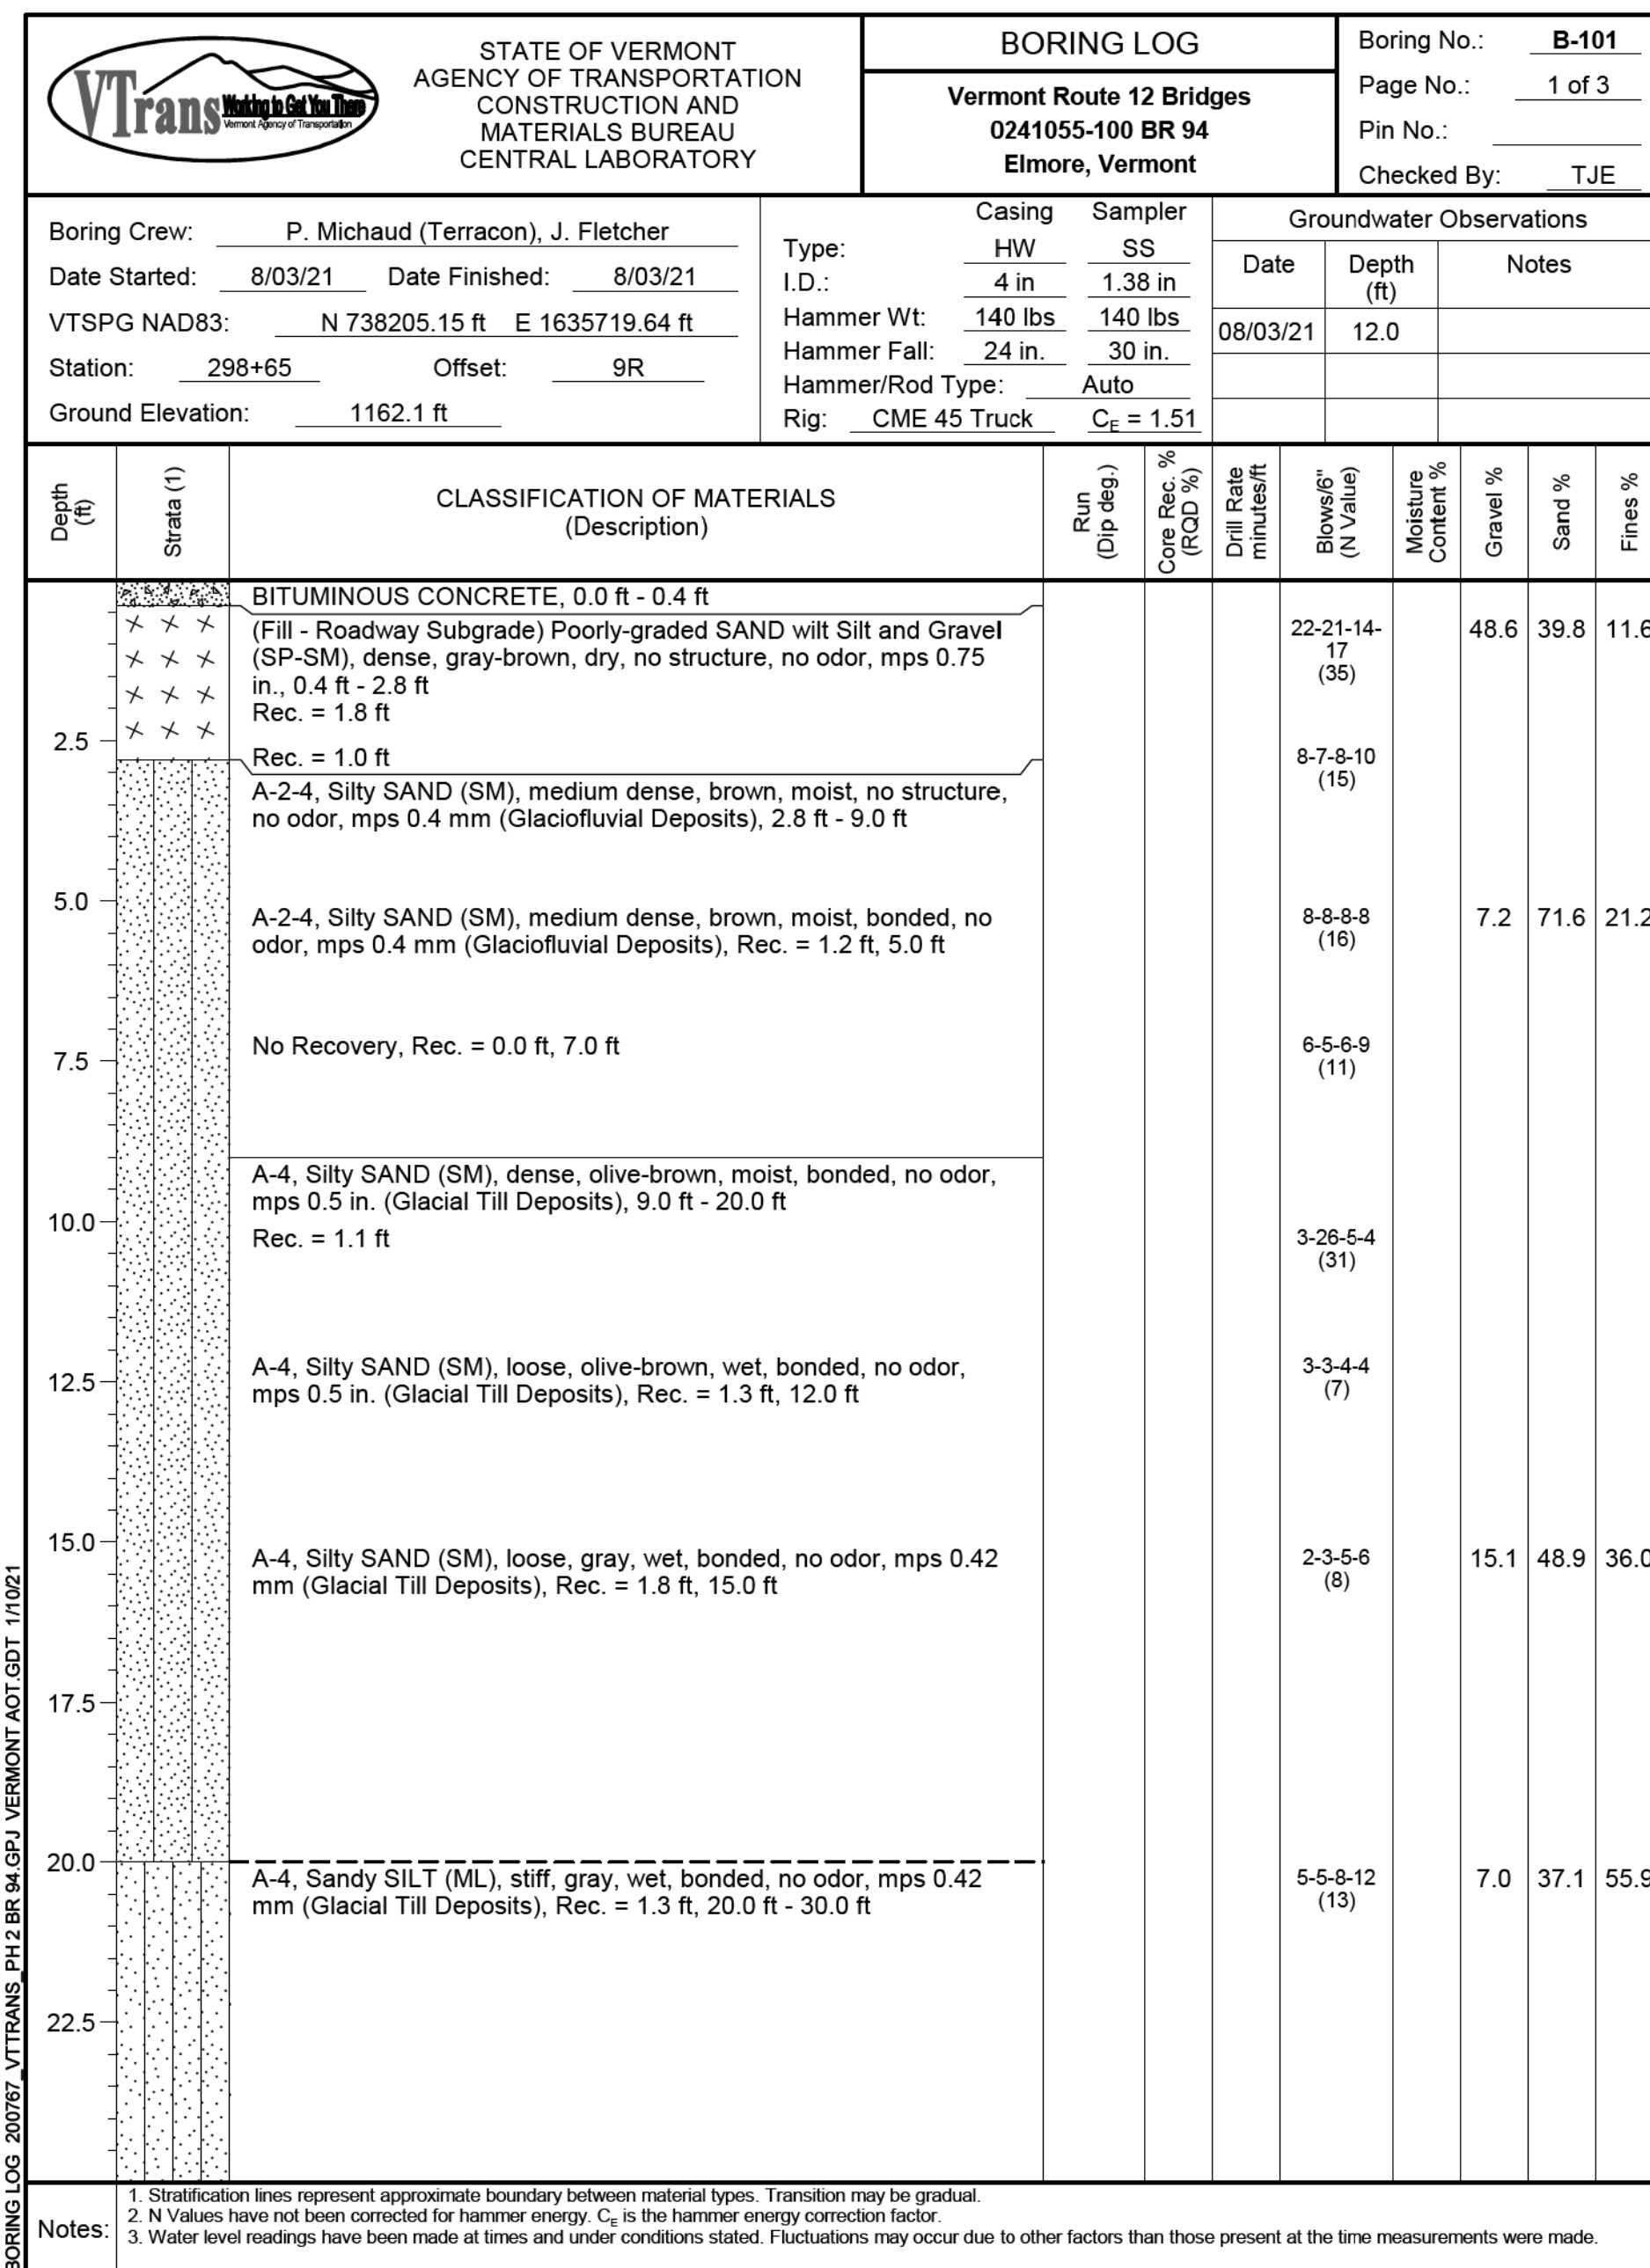 VTrans Working to Get You There
Vermont Agency of Transportation
STATE OF VERMONT
AGENCY OF TRANSPORTATION
CONSTRUCTION AND
MATERIALS BUREAU
CENTRAL LABORATORY
BORING LOG
Vermont Route 12 Bridges
0241055-100 BR 94
Elmore, Vermont
Boring No.: B-101
Page No.: 1 of 3
Pin No.:
Checked By: TJE
Boring Crew: P. Michaud (Terracon), J. Fletcher
Date Started: 8/03/21 Date Finished: 8/03/21
VTSPG NAD83: N 738205.15 ft E 1635719.64 ft
Station: 298+65 Offset: 9R
Ground Elevation: 1162.1 ft
Casing Sampler
Type: HW SS
I.D.: 4 in 1.38 in
Hammer Wt: 140 lbs 140 lbs
Hammer Fall: 24 in. 30 in.
Hammer/Rod Type: Auto
Rig: CME 45 Truck CE = 1.51
Groundwater Observations
Date Depth (ft) Notes
08/03/21 12.0
Depth (ft)
Strata (1)
CLASSIFICATION OF MATERIALS
(Description)
Run (Dip deg.)
Core Rec. % (RQD %)
Drill Rate minutes/ft
Blows/6" (N Value)
Moisture Content %
Gravel %
Sand %
Fines %
BITUMINOUS CONCRETE, 0.0 ft - 0.4 ft
(Fill - Roadway Subgrade) Poorly-graded SAND wilt Silt and Gravel 22-21-14- 48.6 39.8 11.6
(SP-SM), dense, gray-brown, dry, no structure, no odor, mps 0.75 17
in., 0.4 ft - 2.8 ft (35)
Rec. = 1.8 ft
2.5
Rec. = 1.0 ft 8-7-8-10
(15)
A-2-4, Silty SAND (SM), medium dense, brown, moist, no structure,
no odor, mps 0.4 mm (Glaciofluvial Deposits), 2.8 ft - 9.0 ft
5.0
A-2-4, Silty SAND (SM), medium dense, brown, moist, bonded, no 8-8-8-8 7.2 71.6 21.2
odor, mps 0.4 mm (Glaciofluvial Deposits), Rec. = 1.2 ft, 5.0 ft (16)
No Recovery, Rec. = 0.0 ft, 7.0 ft 6-5-6-9
7.5 (11)
A-4, Silty SAND (SM), dense, olive-brown, moist, bonded, no odor,
mps 0.5 in. (Glacial Till Deposits), 9.0 ft - 20.0 ft
10.0
Rec. = 1.1 ft 3-26-5-4
(31)
A-4, Silty SAND (SM), loose, olive-brown, wet, bonded, no odor, 3-3-4-4
12.5 mps 0.5 in. (Glacial Till Deposits), Rec. = 1.3 ft, 12.0 ft (7)
15.0
A-4, Silty SAND (SM), loose, gray, wet, bonded, no odor, mps 0.42 2-3-5-6 15.1 48.9 36.0
mm (Glacial Till Deposits), Rec. = 1.8 ft, 15.0 ft (8)
17.5
20.0
A-4, Sandy SILT (ML), stiff, gray, wet, bonded, no odor, mps 0.42 5-5-8-12 7.0 37.1 55.9
mm (Glacial Till Deposits), Rec. = 1.3 ft, 20.0 ft - 30.0 ft (13)
22.5
Notes:
1. Stratification lines represent approximate boundary between material types. Transition may be gradual.
2. N Values have not been corrected for hammer energy. CE is the hammer energy correction factor.
3. Water level readings have been made at times and under conditions stated. Fluctuations may occur due to other factors than those present at the time measurements were made.
BORING LOG 200767_VTTRANS_PH 2 BR 94.GPJ VERMONT AOT.GDT 1/10/21